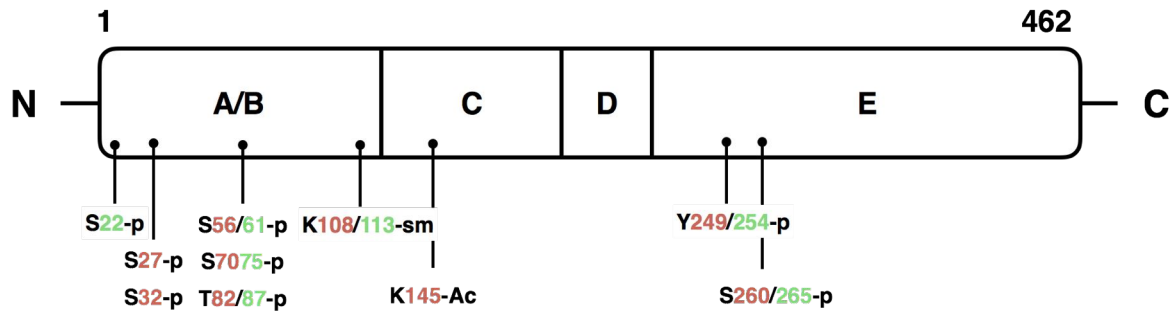 1 462
N A/B C D E C
S22-p S56/61-p K108/113-sm Y249/254-p
S27-p S7075-p
S32-p T82/87-p K145-Ac S260/265-p